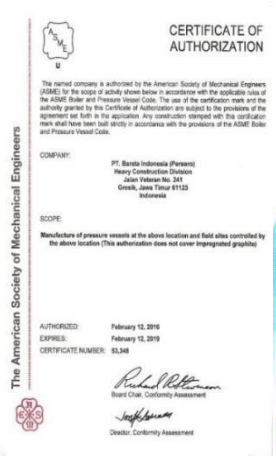 ASME
U
CERTIFICATE OF
AUTHORIZATION
The named company is authorized by the American Society of Mechanical Engineers
(ASME) for the scope of activity shown below in accordance with the applicable rules of
the ASME Boiler and Pressure Vessel Code. The use of the certification mark and the
authority granted by this Certificate of Authorization are subject to the provisions of the
agreement set forth in the application. Any construction stamped with this certification
mark shall have been built strictly in accordance with the provisions of the ASME Boiler
and Pressure Vessel Code.
COMPANY:
PT. Barata Indonesia (Persero)
Heavy Construction Division
Jalan Veteran No. 241
Gresik, Jawa Timur 61123
Indonesia
SCOPE:
Manufacture of pressure vessels at the above location and field sites controlled by
the above location (This authorization does not cover impregnated graphite)
AUTHORIZED: February 12, 2016
EXPIRES: February 12, 2019
CERTIFICATE NUMBER: 53,348
Board Chair, Conformity Assessment
Director, Conformity Assessment
The American Society of Mechanical Engineers